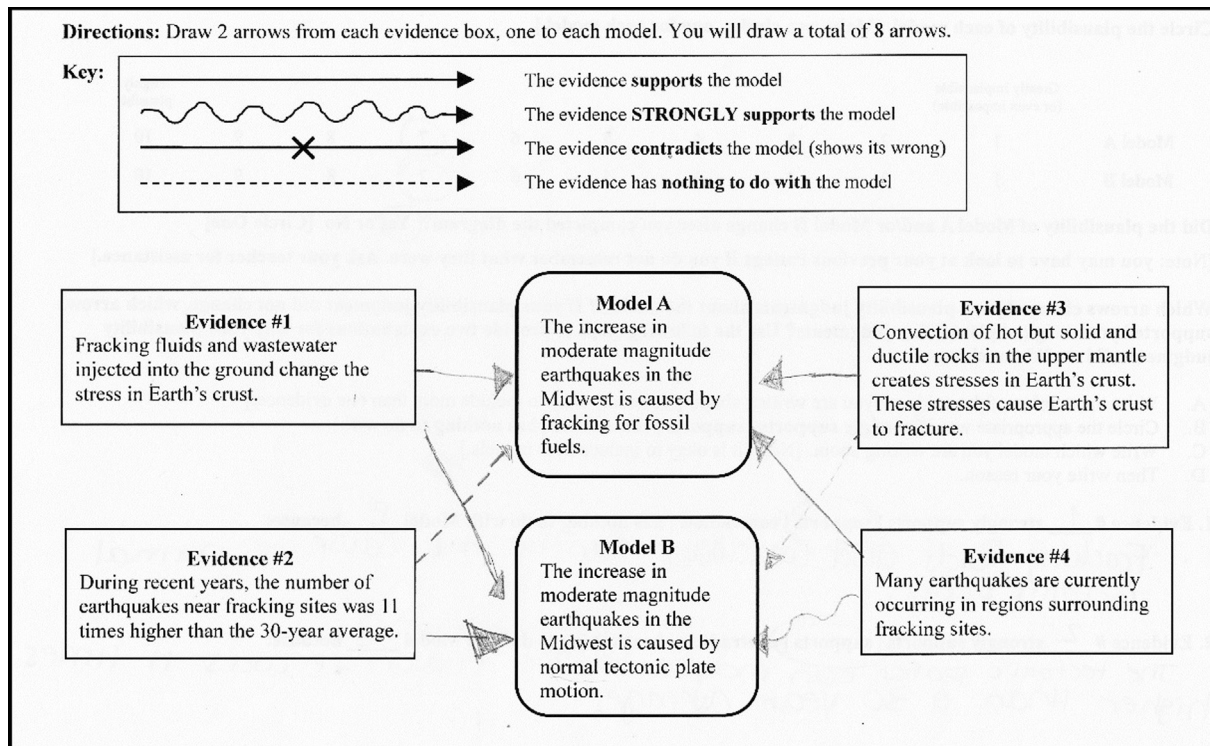 Directions: Draw 2 arrows from each evidence box, one to each model. You will draw a total of 8 arrows.
Key:
The evidence supports the model
The evidence STRONGLY supports the model
The evidence contradicts the model (shows its wrong)
The evidence has nothing to do with the model
Evidence #1
Fracking fluids and wastewater
injected into the ground change the
stress in Earth's crust.
Model A
The increase in
moderate magnitude
earthquakes in the
Midwest is caused by
fracking for fossil
fuels.
Evidence #3
Convection of hot but solid and
ductile rocks in the upper mantle
creates stresses in Earth's crust.
These stresses cause Earth's crust
to fracture.
Evidence #2
During recent years, the number of
earthquakes near fracking sites was 11
times higher than the 30-year average.
Model B
The increase in
moderate magnitude
earthquakes in the
Midwest is caused by
normal tectonic plate
motion.
Evidence #4
Many earthquakes are currently
occurring in regions surrounding
fracking sites.